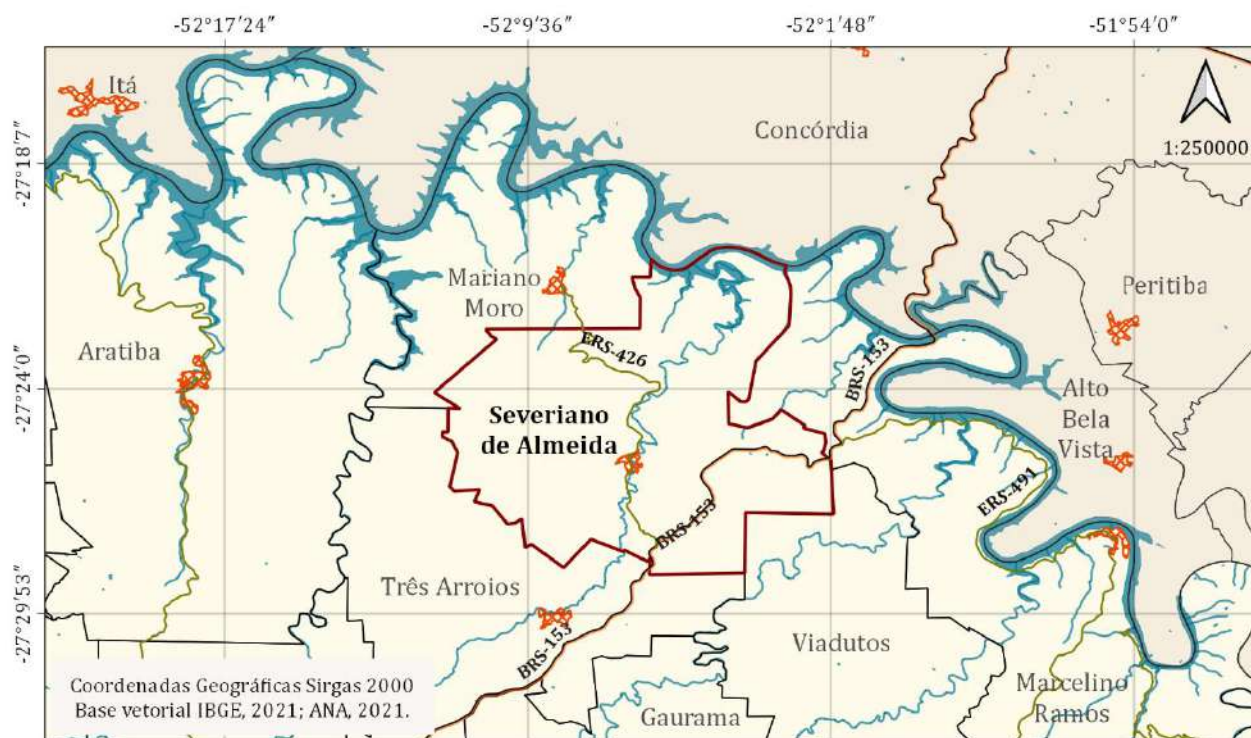 -52°17′24″
-52°9′36″
-52°1′48″
-51°54′0″
Itá
Concórdia
1:250000
-27°18′7″
Mariano
Moro
Peritiba
Aratiba
ERS-426
BRS-153
-27°24′0″
Severiano
de Almeida
Alto
Bela
Vista
ERS-491
BRS-153
Três Arroios
-27°29′53″
BRS-153
Viadutos
Marcelino
Ramos
Gaurama
Coordenadas Geográficas Sirgas 2000
Base vetorial IBGE, 2021; ANA, 2021.